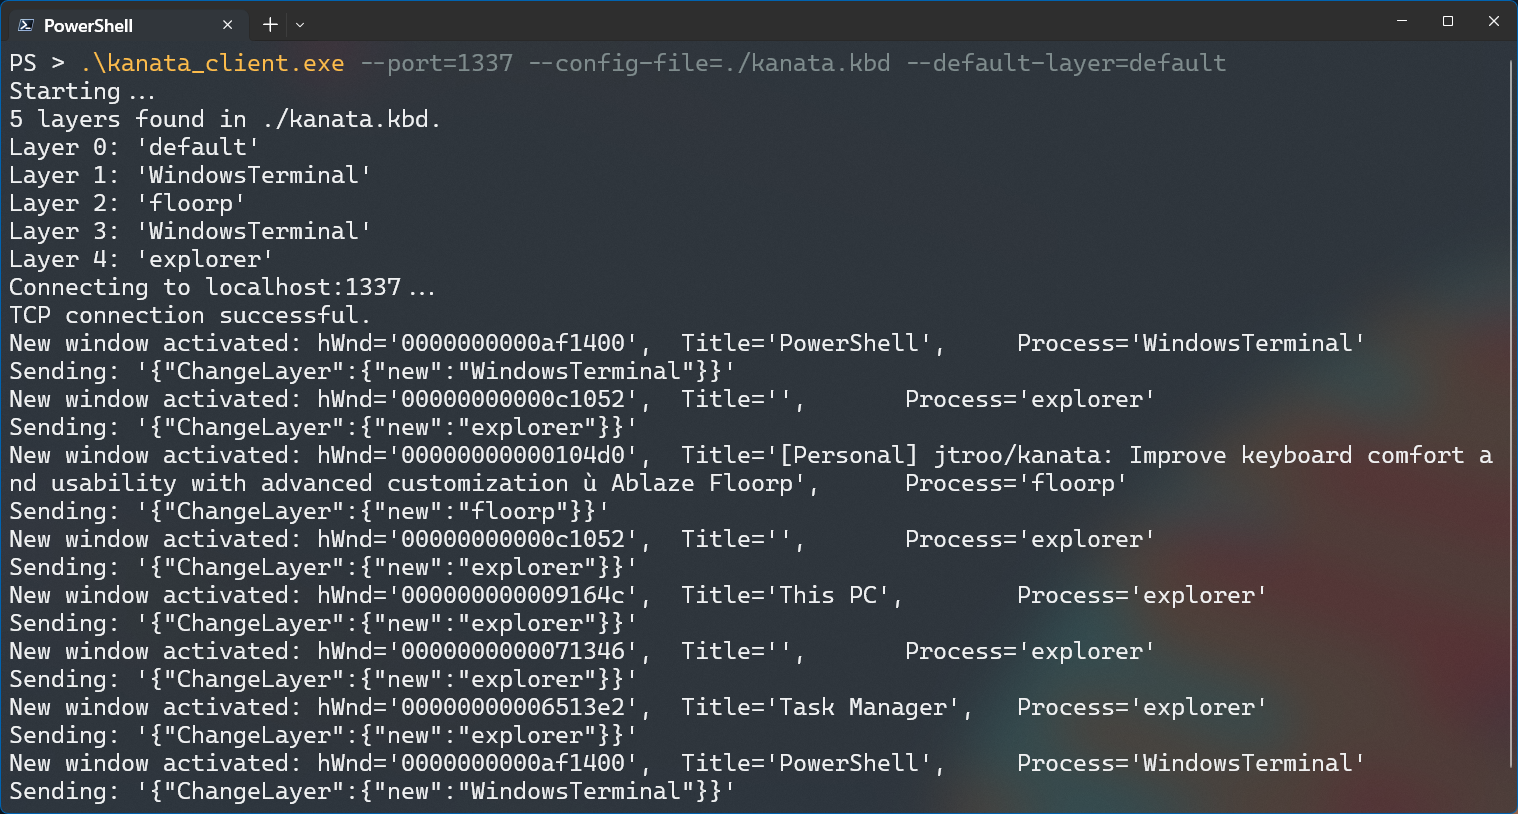 PowerShell
PS > .\kanata_client.exe --port=1337 --config-file=./kanata.kbd --default-layer=default
Starting...
5 layers found in ./kanata.kbd.
Layer 0: 'default'
Layer 1: 'WindowsTerminal'
Layer 2: 'floorp'
Layer 3: 'WindowsTerminal'
Layer 4: 'explorer'
Connecting to localhost:1337...
TCP connection successful.
New window activated: hWnd='0000000000af1400',  Title='PowerShell',     Process='WindowsTerminal'
Sending: '{"ChangeLayer":{"new":"WindowsTerminal"}}'
New window activated: hWnd='00000000000c1052',  Title='',       Process='explorer'
Sending: '{"ChangeLayer":{"new":"explorer"}}'
New window activated: hWnd='00000000000104d0',  Title='[Personal] jtroo/kanata: Improve keyboard comfort a
nd usability with advanced customization ù Ablaze Floorp',      Process='floorp'
Sending: '{"ChangeLayer":{"new":"floorp"}}'
New window activated: hWnd='00000000000c1052',  Title='',       Process='explorer'
Sending: '{"ChangeLayer":{"new":"explorer"}}'
New window activated: hWnd='000000000009164c',  Title='This PC',        Process='explorer'
Sending: '{"ChangeLayer":{"new":"explorer"}}'
New window activated: hWnd='0000000000071346',  Title='',       Process='explorer'
Sending: '{"ChangeLayer":{"new":"explorer"}}'
New window activated: hWnd='00000000006513e2',  Title='Task Manager',   Process='explorer'
Sending: '{"ChangeLayer":{"new":"explorer"}}'
New window activated: hWnd='0000000000af1400',  Title='PowerShell',     Process='WindowsTerminal'
Sending: '{"ChangeLayer":{"new":"WindowsTerminal"}}'